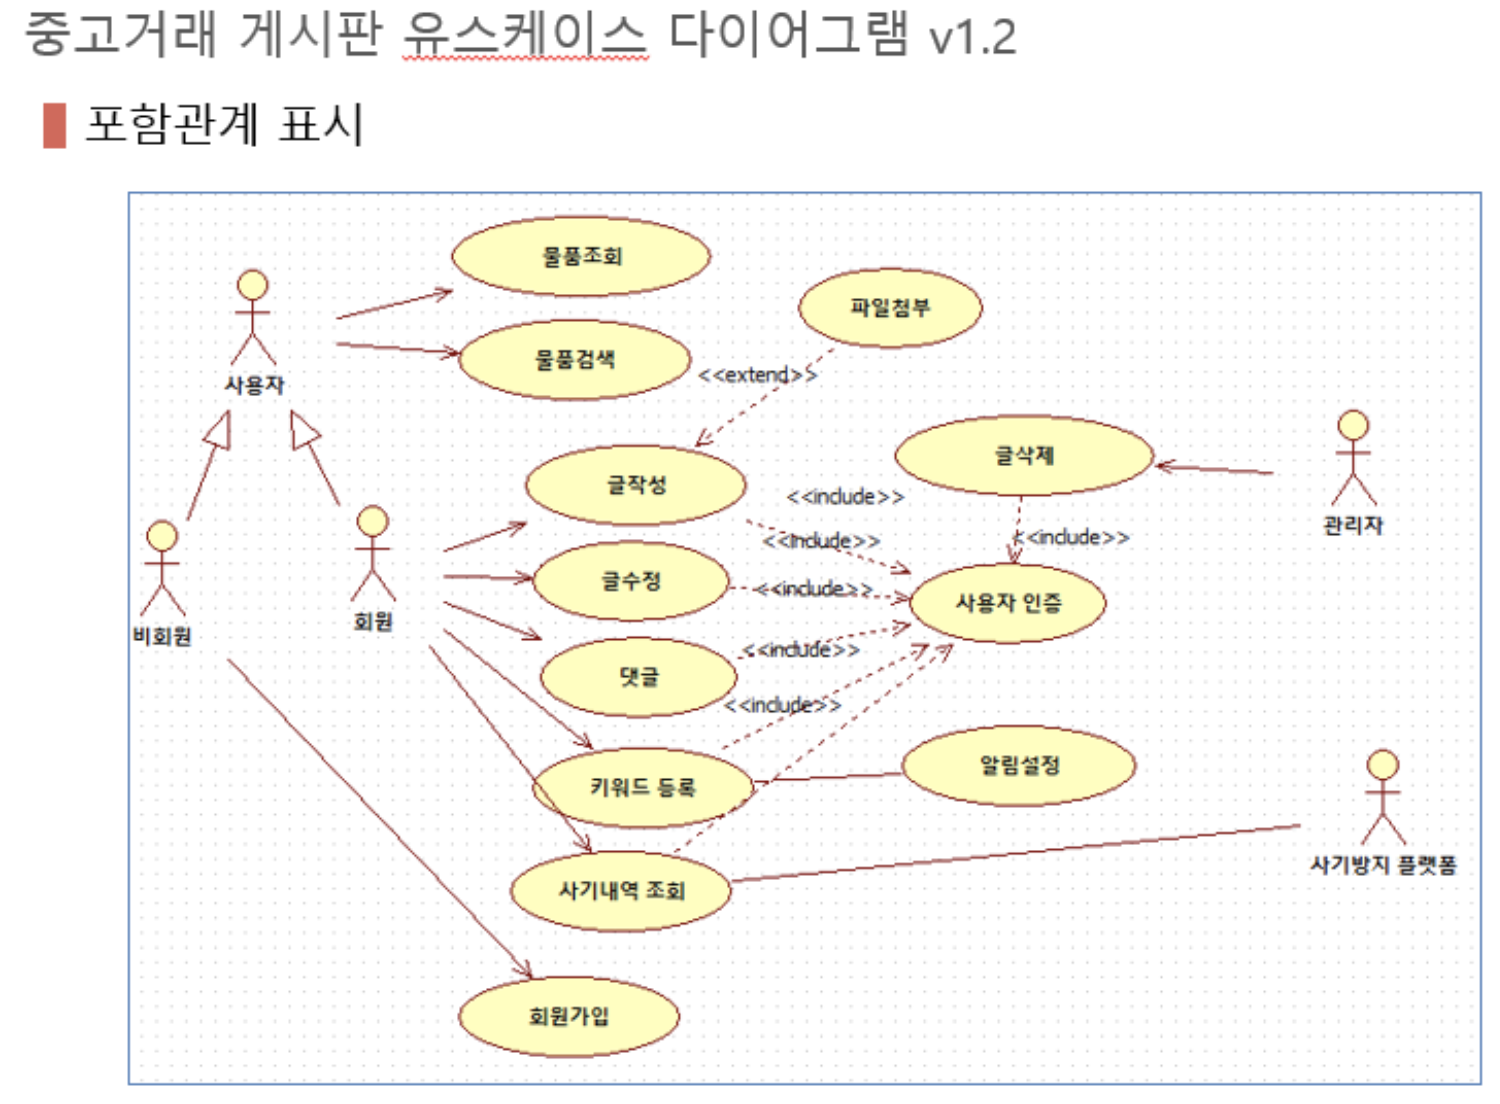 중고거래 게시판 유스케이스 다이어그램 v1.2
포함관계 표시
물품조회
파일첨부
물품검색
<<extend>>
사용자
글삭제
글작성
<<include>>
관리자
<<include>>
<<include>>
글수정
<<include>>
사용자 인증
회원
비회원
<<include>>
댓글
<<include>>
알림설정
키워드 등록
사기방지 플랫폼
사기내역 조회
회원가입